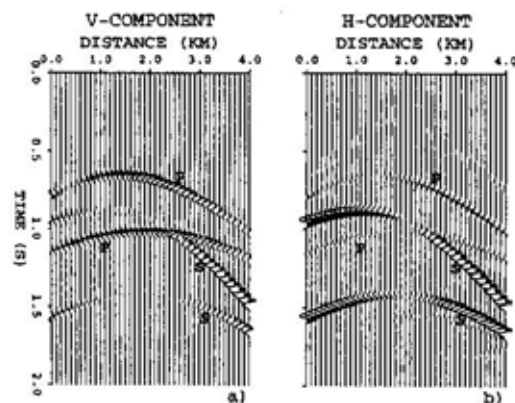 V-COMPONENT
DISTANCE (KM)
0.0 1.0 2.0 3.0 4.0
0.0
0.5
1.0
1.5
2.0
TIME (S)
P
P
S
S
a)
H-COMPONENT
DISTANCE (KM)
0.0 1.0 2.0 3.0 4.0
P
P
S
S
b)